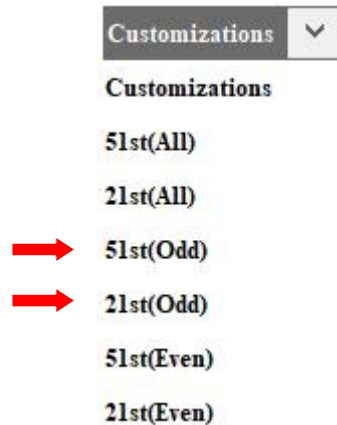 Customizations
Customizations
51st(All)
21st(All)
51st(Odd)
21st(Odd)
51st(Even)
21st(Even)